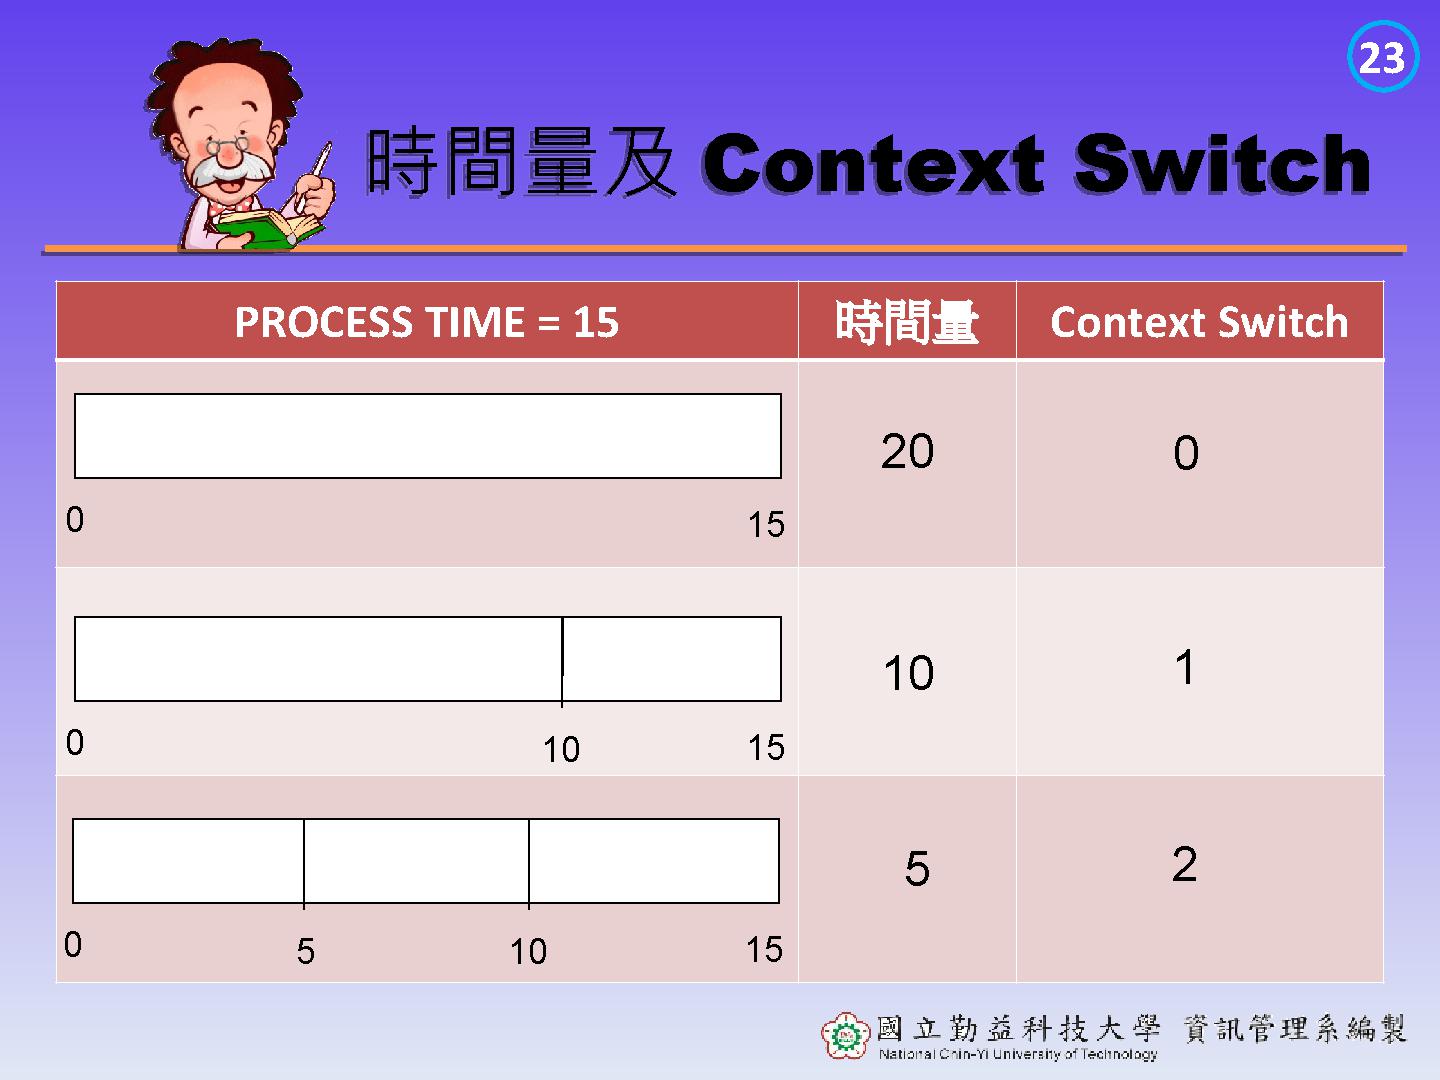 23
時間量及 Context Switch
PROCESS TIME = 15 時間量 Context Switch
20 0
0 15
10 1
0 10 15
5 2
0 5 10 15
國立勤益科技大學 資訊管理系編製
National Chin-Yi University of Technology